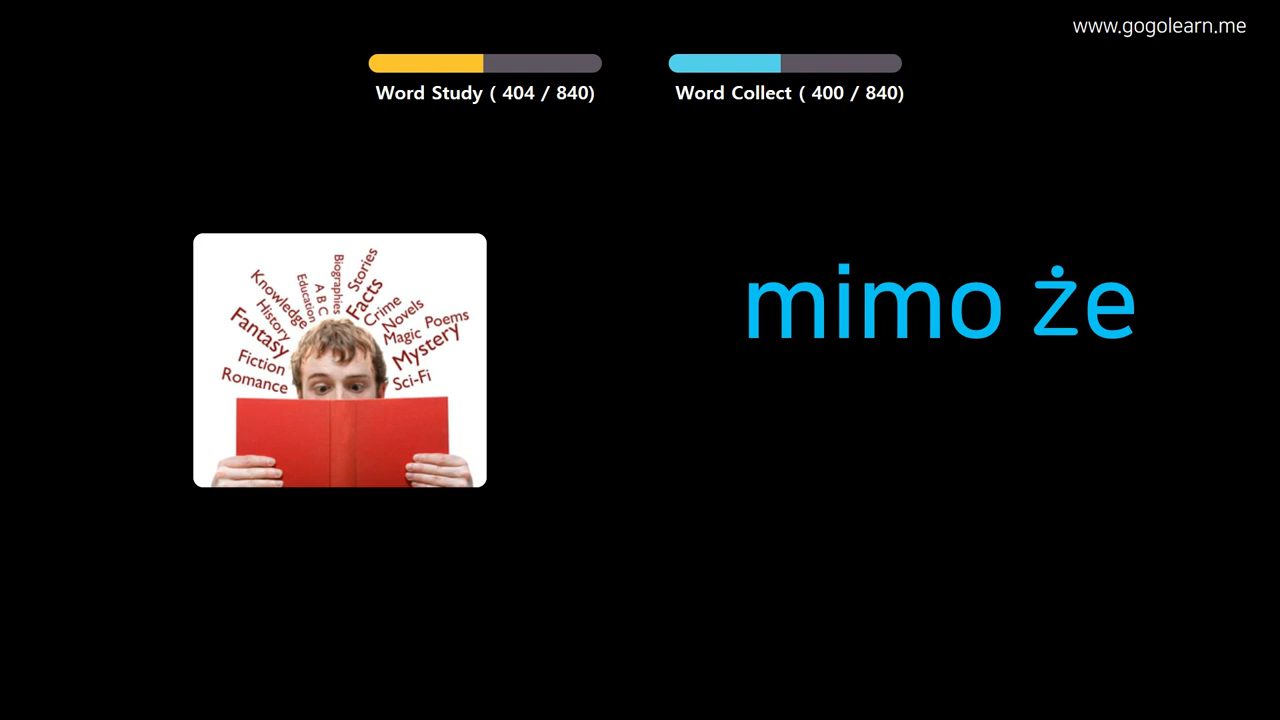 www.gogolearn.me
Word Study ( 404 / 840)
Word Collect ( 400 / 840)
mimo że
Knowledge
History
Fantasy
Fiction
Romance
Education
A B C
Biographies
Stories
Facts
Crime
Novels
Magic
Poems
Mystery
Sci-Fi